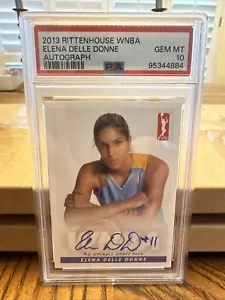 2013 RITTENHOUSE WNBA
ELENA DELLE DONNE
AUTOGRAPH
GEM MT
10
95344884
PSA
#11
#2 OVERALL DRAFT PICK
ELENA DELLE DONNE